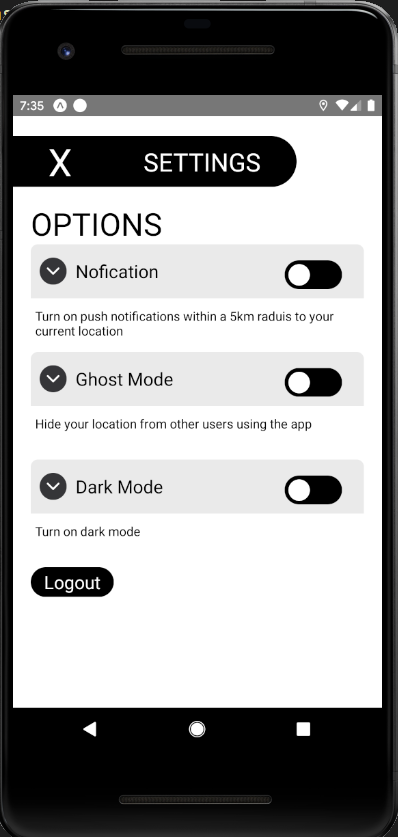 7:35
X SETTINGS
OPTIONS
Nofication
Turn on push notifications within a 5km raduis to your
current location
Ghost Mode
Hide your location from other users using the app
Dark Mode
Turn on dark mode
Logout